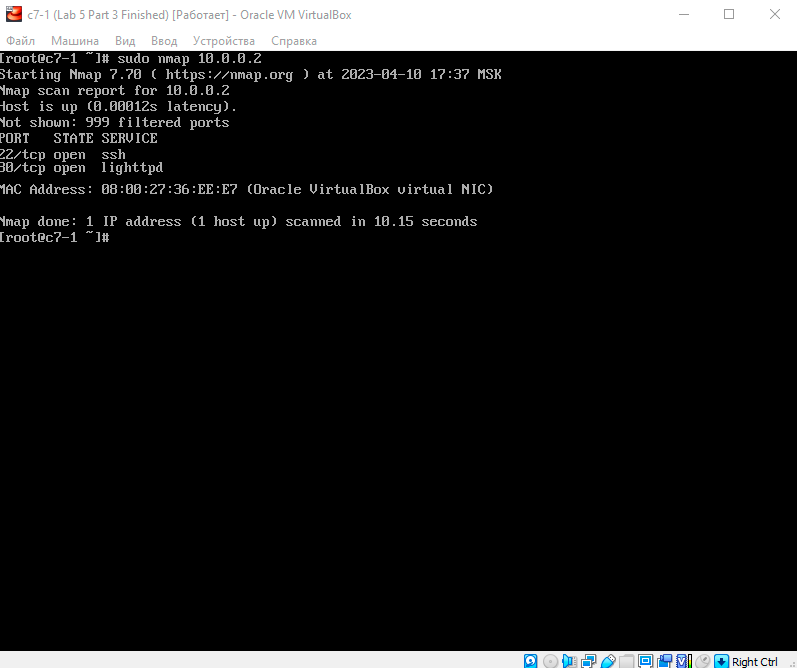 c7-1 (Lab 5 Part 3 Finished) [Работает] - Oracle VM VirtualBox
Файл Машина Вид Ввод Устройства Справка
[root@c7-1 ~]# sudo nmap 10.0.0.2
Starting Nmap 7.70 ( https://nmap.org ) at 2023-04-10 17:37 MSK
Nmap scan report for 10.0.0.2
Host is up (0.00012s latency).
Not shown: 999 filtered ports
PORT STATE SERVICE
22/tcp open ssh
80/tcp open lighttpd
MAC Address: 08:00:27:36:EE:E7 (Oracle VirtualBox virtual NIC)
Nmap done: 1 IP address (1 host up) scanned in 10.15 seconds
[root@c7-1 ~]#
Right Ctrl